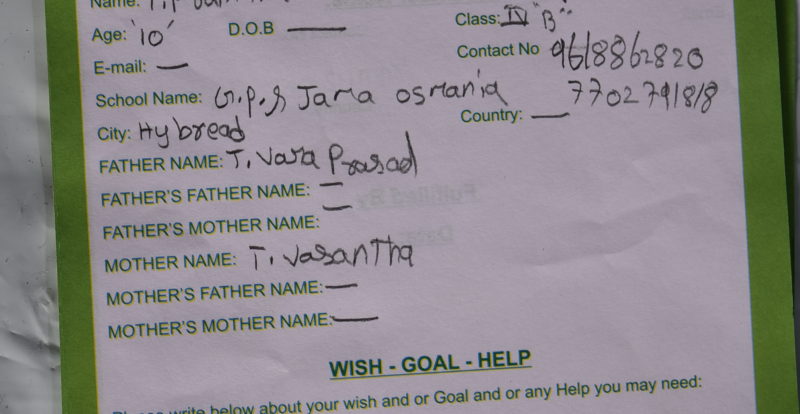 Name:
Age: '10' D.O.B — Class: IV "B"
E-mail: — Contact No 9618862820
7702791818
School Name: G.P.S Jama osmania
City: Hybread Country: —
FATHER NAME: T. Vara Prasad
FATHER'S FATHER NAME: —
FATHER'S MOTHER NAME: —
MOTHER NAME: T. Vasantha
MOTHER'S FATHER NAME: —
MOTHER'S MOTHER NAME: —
WISH - GOAL - HELP
write below about your wish and or Goal and or any Help you may need: